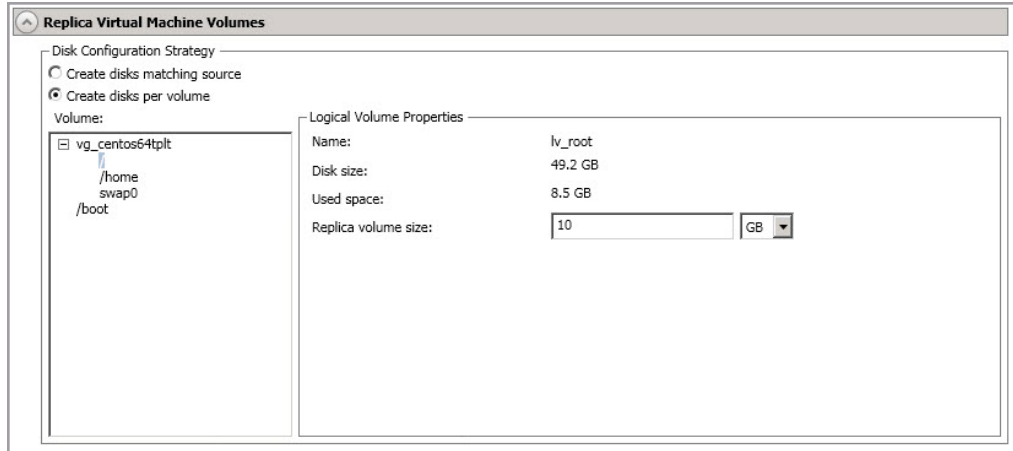 Replica Virtual Machine Volumes
Disk Configuration Strategy
Create disks matching source
Create disks per volume
Volume:
vg_centos64tplt
/
/home
swap0
/boot
Logical Volume Properties
Name: lv_root
Disk size: 49.2 GB
Used space: 8.5 GB
Replica volume size: 10 GB